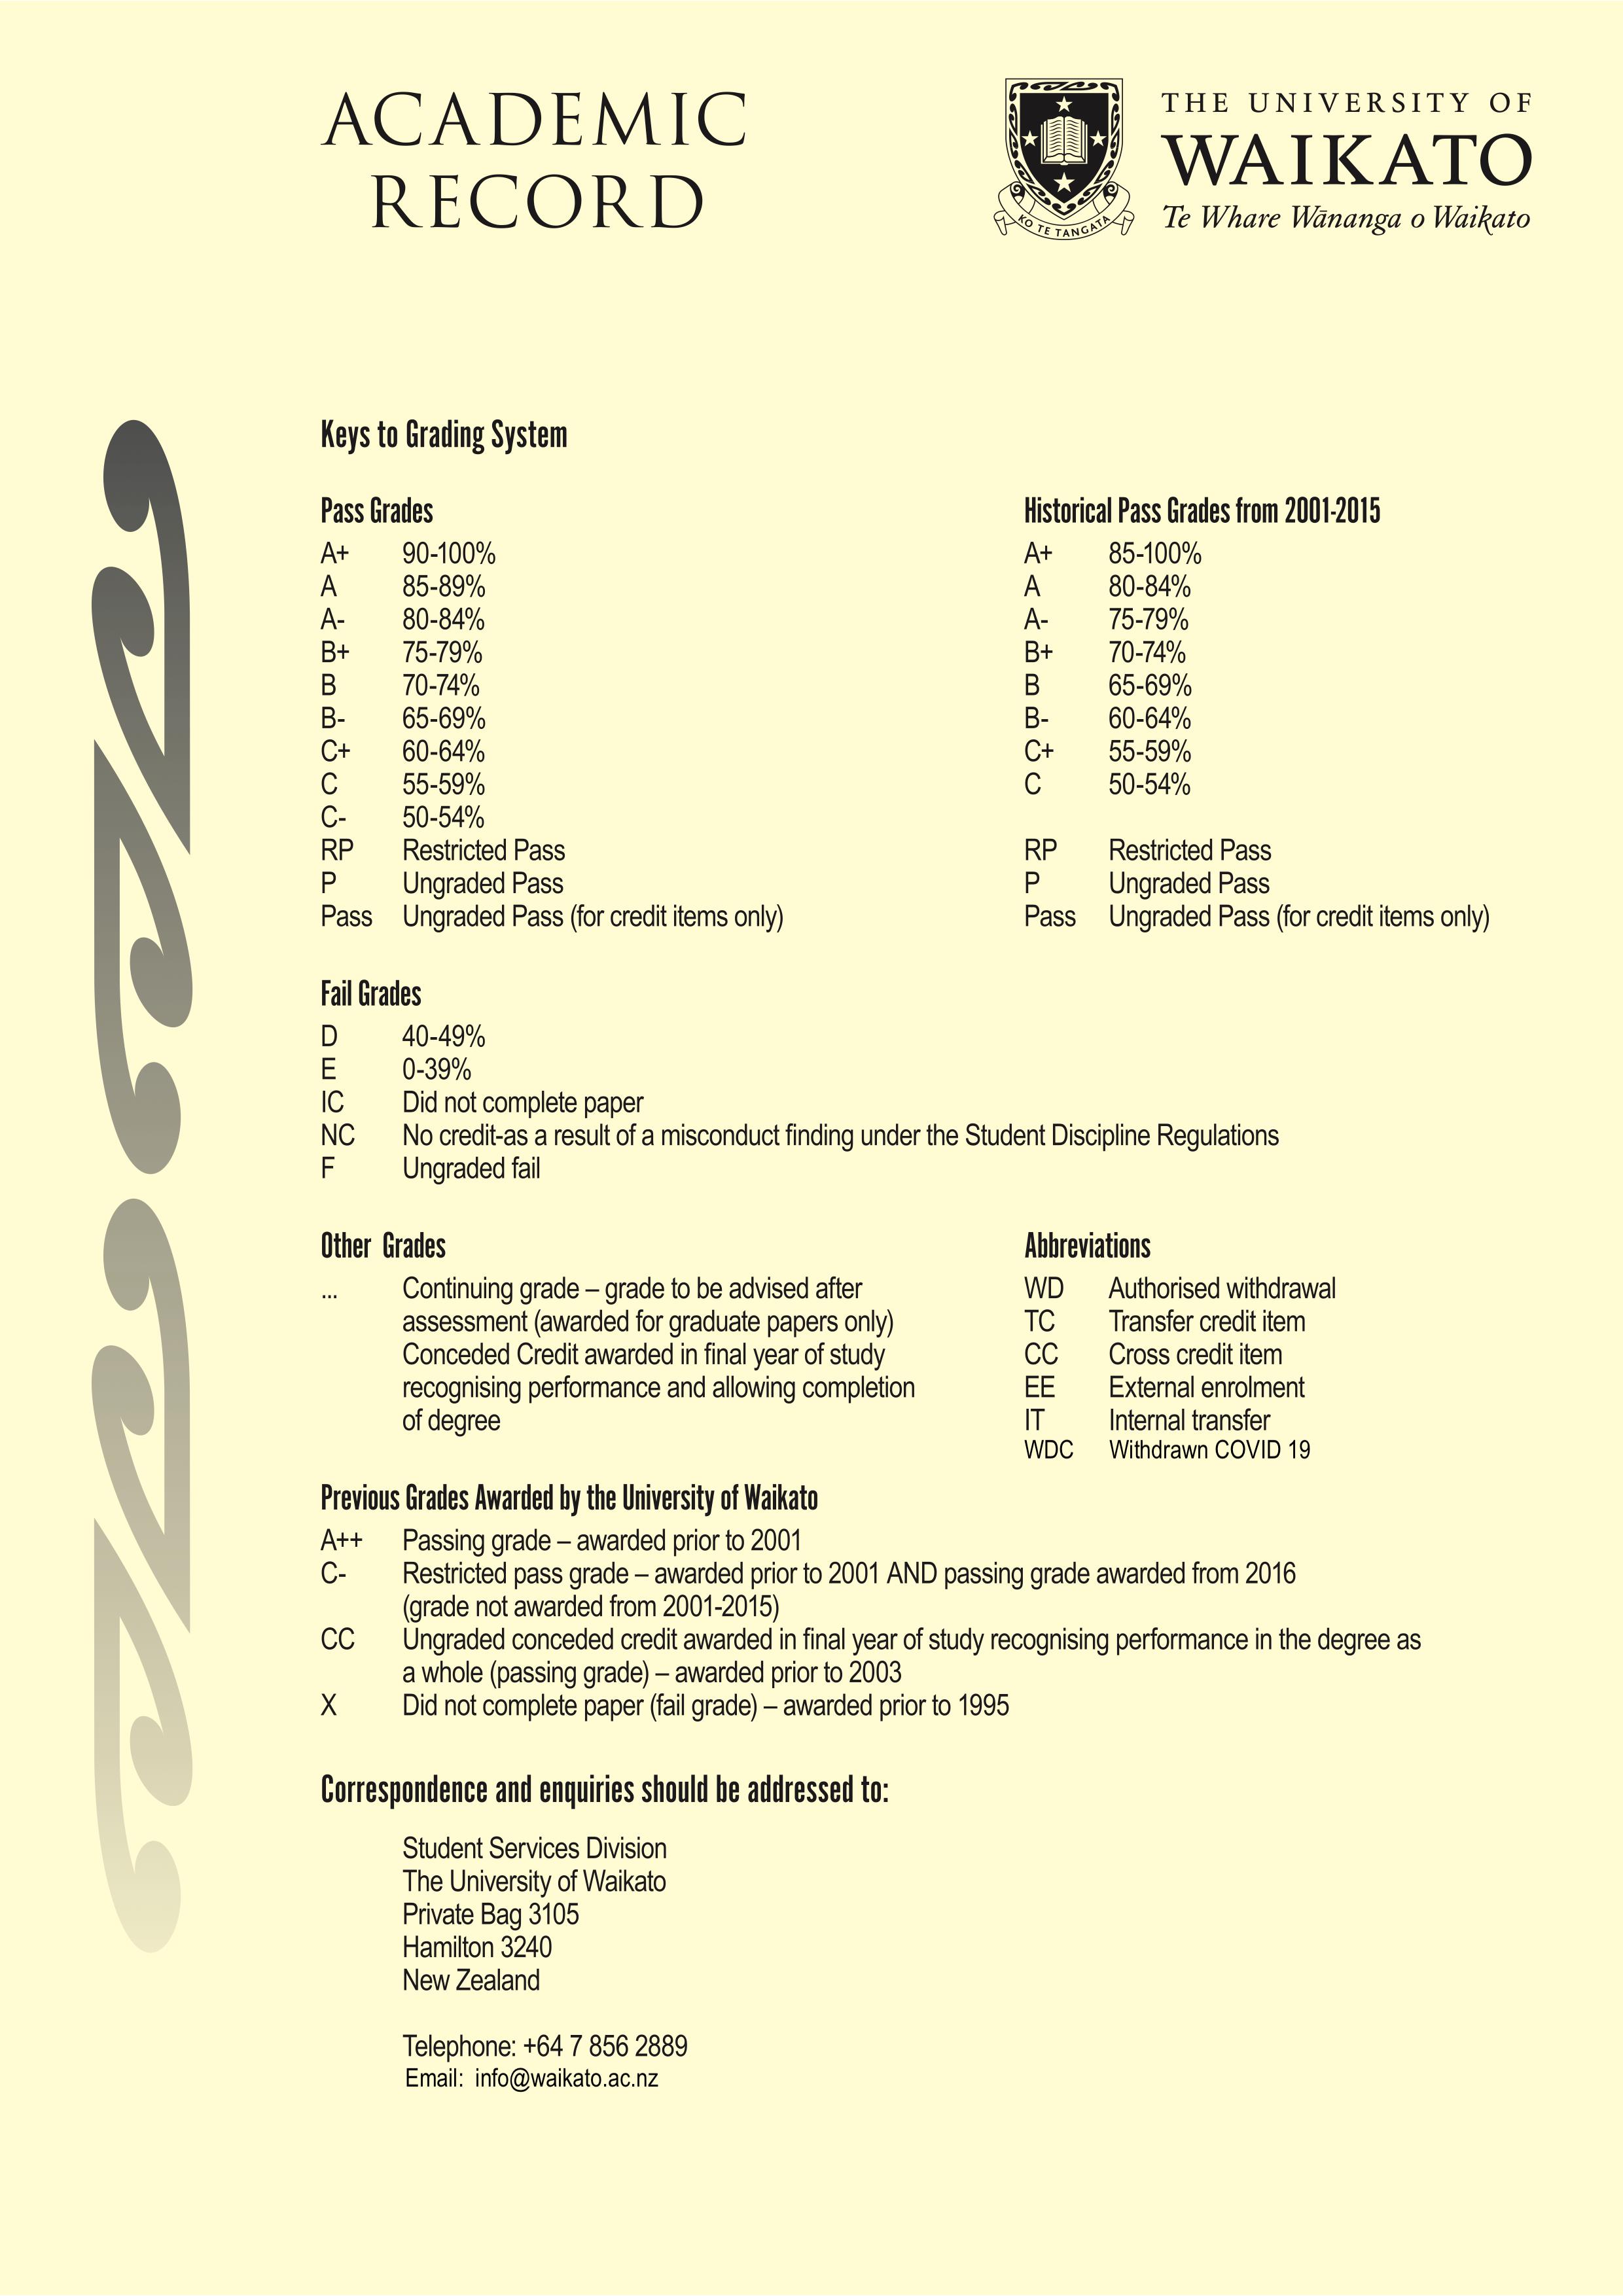 ACADEMIC
RECORD
THE UNIVERSITY OF
WAIKATO
Te Whare Wānanga o Waikato
KO TE TANGATA
Keys to Grading System
Pass Grades
A+ 90-100%
A 85-89%
A- 80-84%
B+ 75-79%
B 70-74%
B- 65-69%
C+ 60-64%
C 55-59%
C- 50-54%
RP Restricted Pass
P Ungraded Pass
Pass Ungraded Pass (for credit items only)
Historical Pass Grades from 2001-2015
A+ 85-100%
A 80-84%
A- 75-79%
B+ 70-74%
B 65-69%
B- 60-64%
C+ 55-59%
C 50-54%
RP Restricted Pass
P Ungraded Pass
Pass Ungraded Pass (for credit items only)
Fail Grades
D 40-49%
E 0-39%
IC Did not complete paper
NC No credit-as a result of a misconduct finding under the Student Discipline Regulations
F Ungraded fail
Other Grades
... Continuing grade – grade to be advised after
assessment (awarded for graduate papers only)
Conceded Credit awarded in final year of study
recognising performance and allowing completion
of degree
Abbreviations
WD Authorised withdrawal
TC Transfer credit item
CC Cross credit item
EE External enrolment
IT Internal transfer
WDC Withdrawn COVID 19
Previous Grades Awarded by the University of Waikato
A++ Passing grade – awarded prior to 2001
C- Restricted pass grade – awarded prior to 2001 AND passing grade awarded from 2016
(grade not awarded from 2001-2015)
CC Ungraded conceded credit awarded in final year of study recognising performance in the degree as
a whole (passing grade) – awarded prior to 2003
X Did not complete paper (fail grade) – awarded prior to 1995
Correspondence and enquiries should be addressed to:
Student Services Division
The University of Waikato
Private Bag 3105
Hamilton 3240
New Zealand
Telephone: +64 7 856 2889
Email: info@waikato.ac.nz